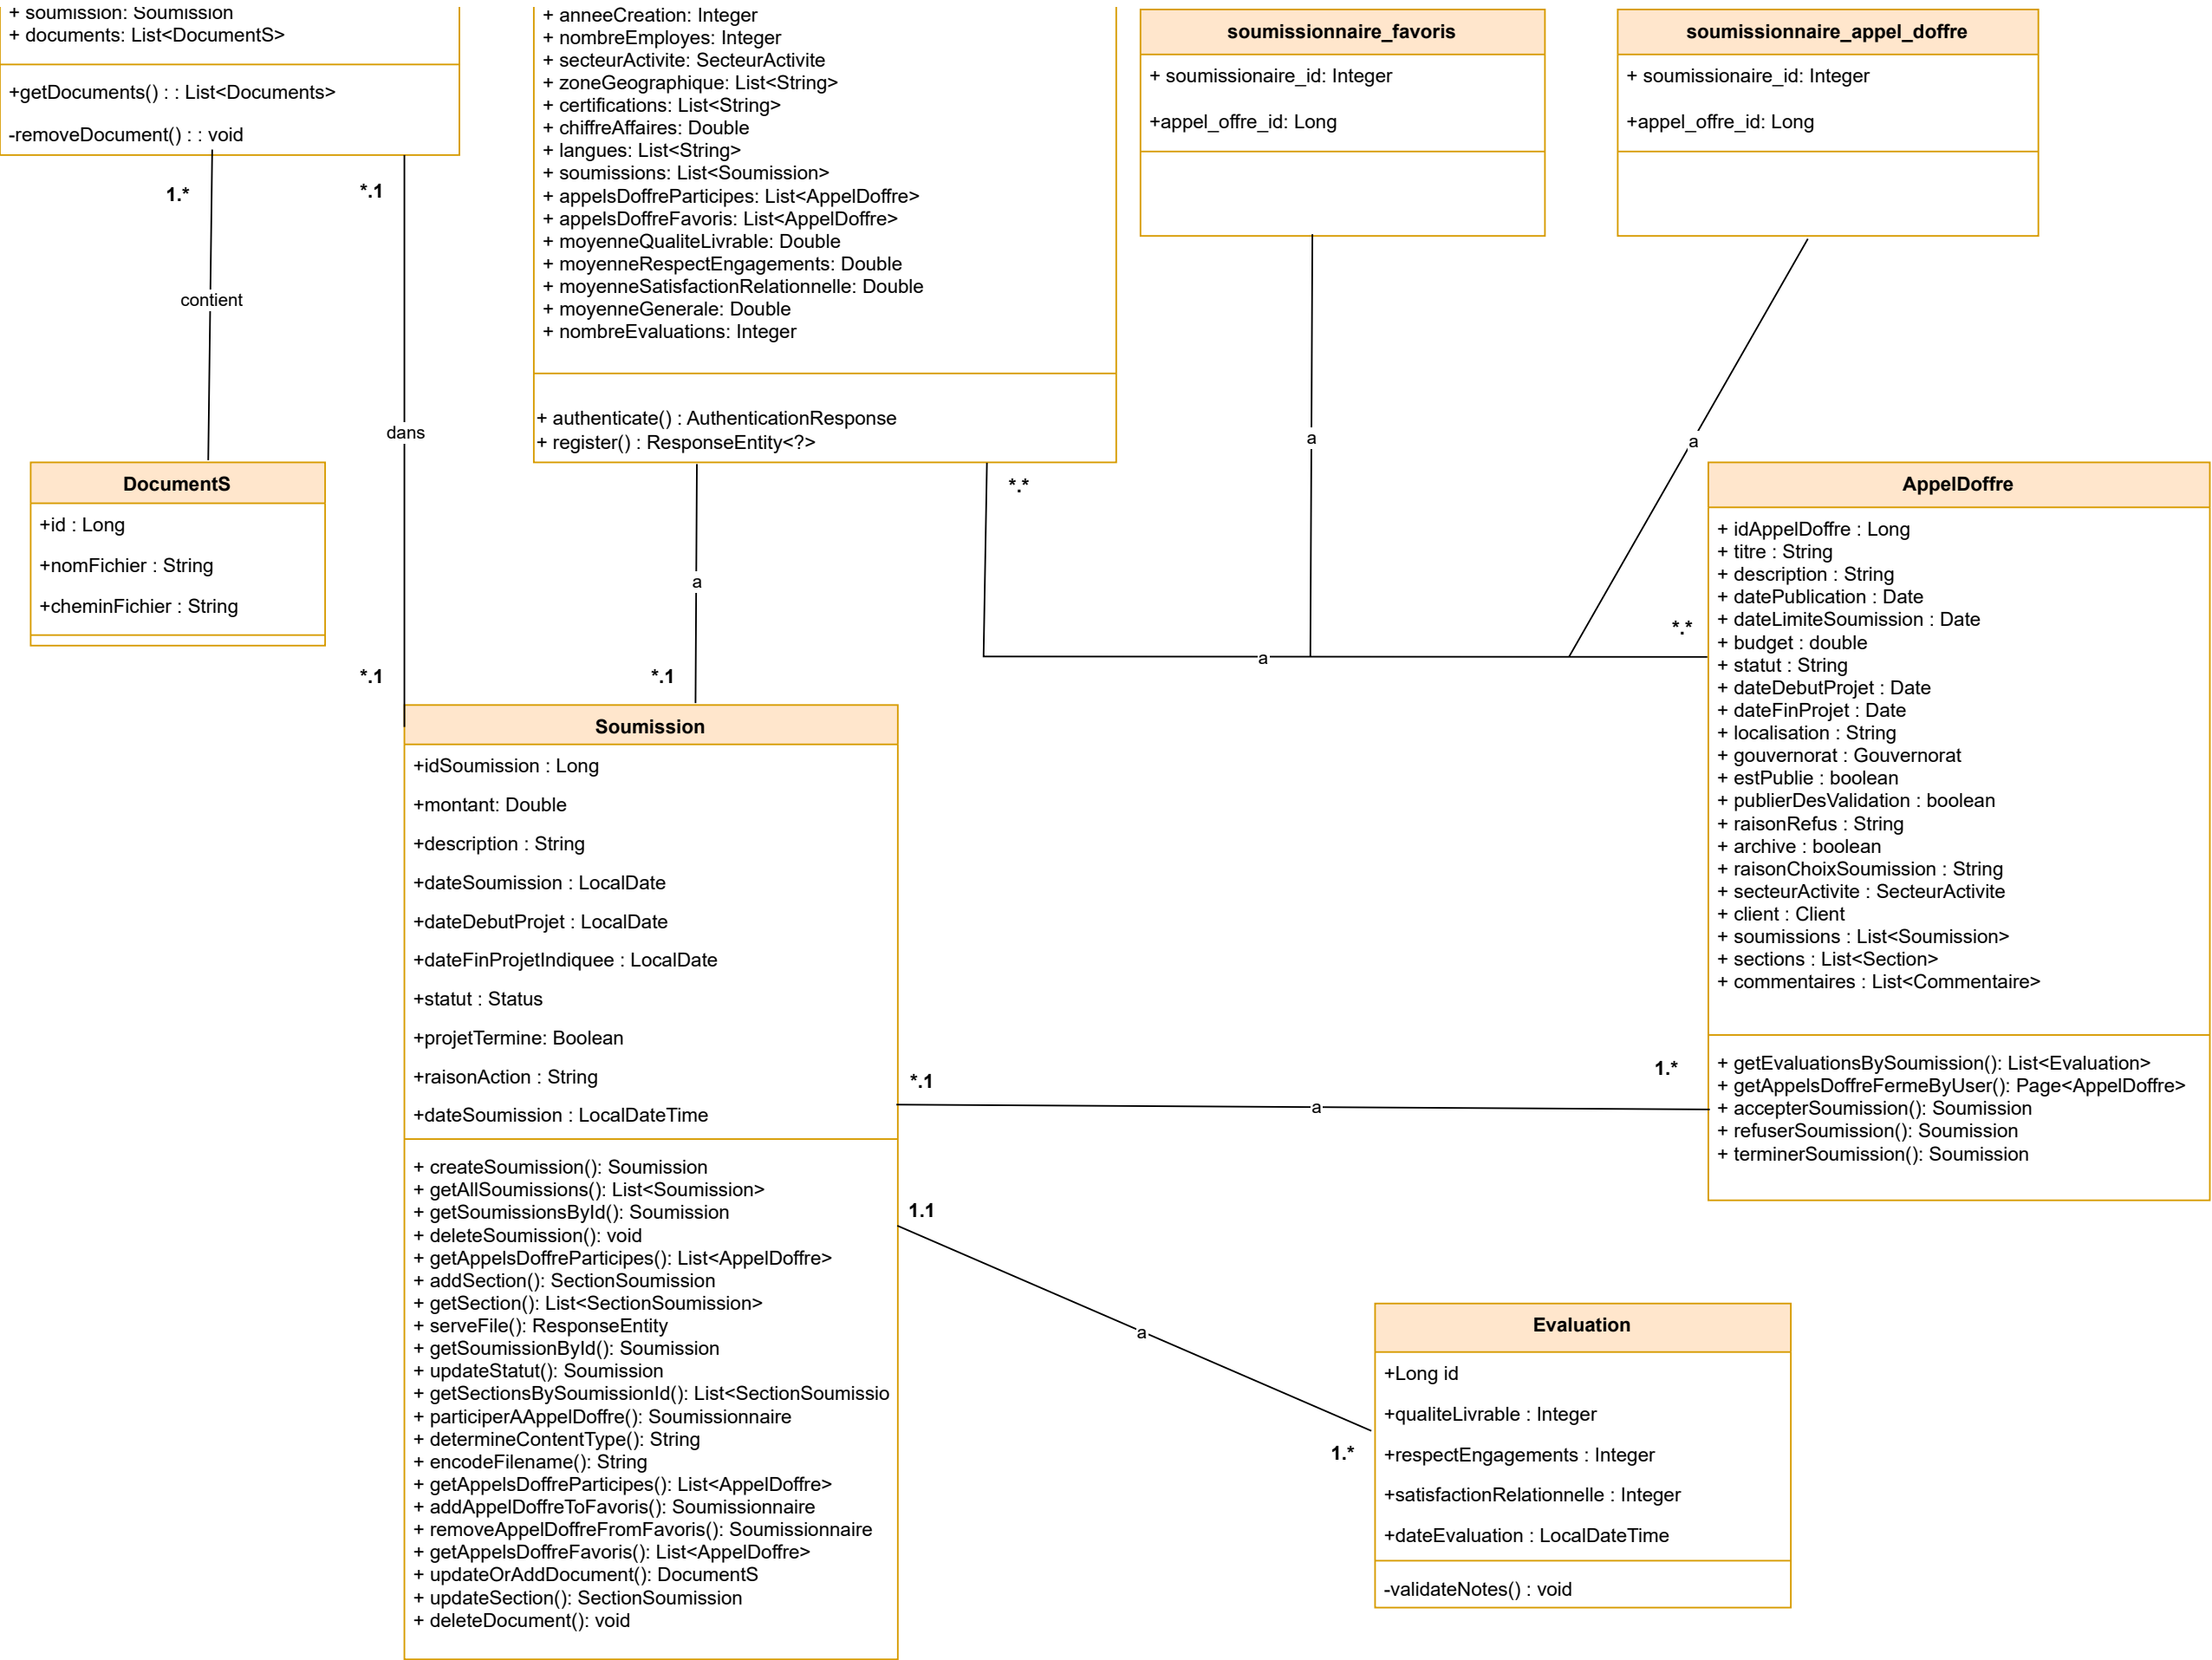 + soumission: Soumission
+ documents: List<DocumentS>
+getDocuments() : : List<Documents>
-removeDocument() : : void
1.*
*.1
contient
dans
*.1
+ anneeCreation: Integer
+ nombreEmployes: Integer
+ secteurActivite: SecteurActivite
+ zoneGeographique: List<String>
+ certifications: List<String>
+ chiffreAffaires: Double
+ langues: List<String>
+ soumissions: List<Soumission>
+ appelsDoffreParticipes: List<AppelDoffre>
+ appelsDoffreFavoris: List<AppelDoffre>
+ moyenneQualiteLivrable: Double
+ moyenneRespectEngagements: Double
+ moyenneSatisfactionRelationnelle: Double
+ moyenneGenerale: Double
+ nombreEvaluations: Integer
+ authenticate() : AuthenticationResponse
+ register() : ResponseEntity<?>
a
*.1
*.*
a
*.*
soumissionnaire_favoris
+ soumissionaire_id: Integer
+appel_offre_id: Long
a
soumissionnaire_appel_doffre
+ soumissionaire_id: Integer
+appel_offre_id: Long
a
DocumentS
+id : Long
+nomFichier : String
+cheminFichier : String
AppelDoffre
+ idAppelDoffre : Long
+ titre : String
+ description : String
+ datePublication : Date
+ dateLimiteSoumission : Date
+ budget : double
+ statut : String
+ dateDebutProjet : Date
+ dateFinProjet : Date
+ localisation : String
+ gouvernorat : Gouvernorat
+ estPublie : boolean
+ publierDesValidation : boolean
+ raisonRefus : String
+ archive : boolean
+ raisonChoixSoumission : String
+ secteurActivite : SecteurActivite
+ client : Client
+ soumissions : List<Soumission>
+ sections : List<Section>
+ commentaires : List<Commentaire>
+ getEvaluationsBySoumission(): List<Evaluation>
+ getAppelsDoffreFermeByUser(): Page<AppelDoffre>
+ accepterSoumission(): Soumission
+ refuserSoumission(): Soumission
+ terminerSoumission(): Soumission
Soumission
+idSoumission : Long
+montant: Double
+description : String
+dateSoumission : LocalDate
+dateDebutProjet : LocalDate
+dateFinProjetIndiquee : LocalDate
+statut : Status
+projetTermine: Boolean
+raisonAction : String
+dateSoumission : LocalDateTime
+ createSoumission(): Soumission
+ getAllSoumissions(): List<Soumission>
+ getSoumissionsById(): Soumission
+ deleteSoumission(): void
+ getAppelsDoffreParticipes(): List<AppelDoffre>
+ addSection(): SectionSoumission
+ getSection(): List<SectionSoumission>
+ serveFile(): ResponseEntity
+ getSoumissionById(): Soumission
+ updateStatut(): Soumission
+ getSectionsBySoumissionId(): List<SectionSoumissio
+ participerAAppelDoffre(): Soumissionnaire
+ determineContentType(): String
+ encodeFilename(): String
+ getAppelsDoffreParticipes(): List<AppelDoffre>
+ addAppelDoffreToFavoris(): Soumissionnaire
+ removeAppelDoffreFromFavoris(): Soumissionnaire
+ getAppelsDoffreFavoris(): List<AppelDoffre>
+ updateOrAddDocument(): DocumentS
+ updateSection(): SectionSoumission
+ deleteDocument(): void
*.1
a
1.*
1.1
a
1.*
Evaluation
+Long id
+qualiteLivrable : Integer
+respectEngagements : Integer
+satisfactionRelationnelle : Integer
+dateEvaluation : LocalDateTime
-validateNotes() : void